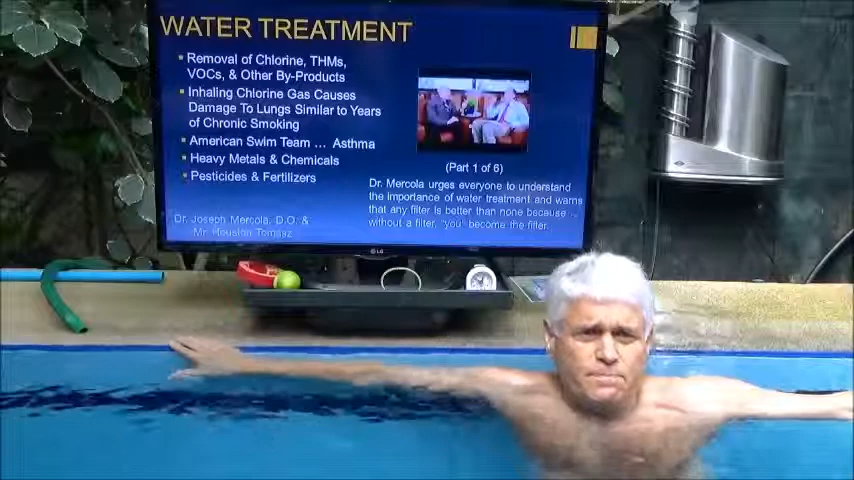 WATER TREATMENT
Removal of Chlorine, THMs,
VOCs, & Other By-Products
Inhaling Chlorine Gas Causes
Damage To Lungs Similar to Years
of Chronic Smoking
American Swim Team ... Asthma
Heavy Metals & Chemicals
Pesticides & Fertilizers
(Part 1 of 6)
Dr. Mercola urges everyone to understand
the importance of water treatment and warns
that any filter is better than none because ...
without a filter, "you" become the filter.
Dr. Joseph Mercola, D.O. &
Mr. Houston Tomasz
LG